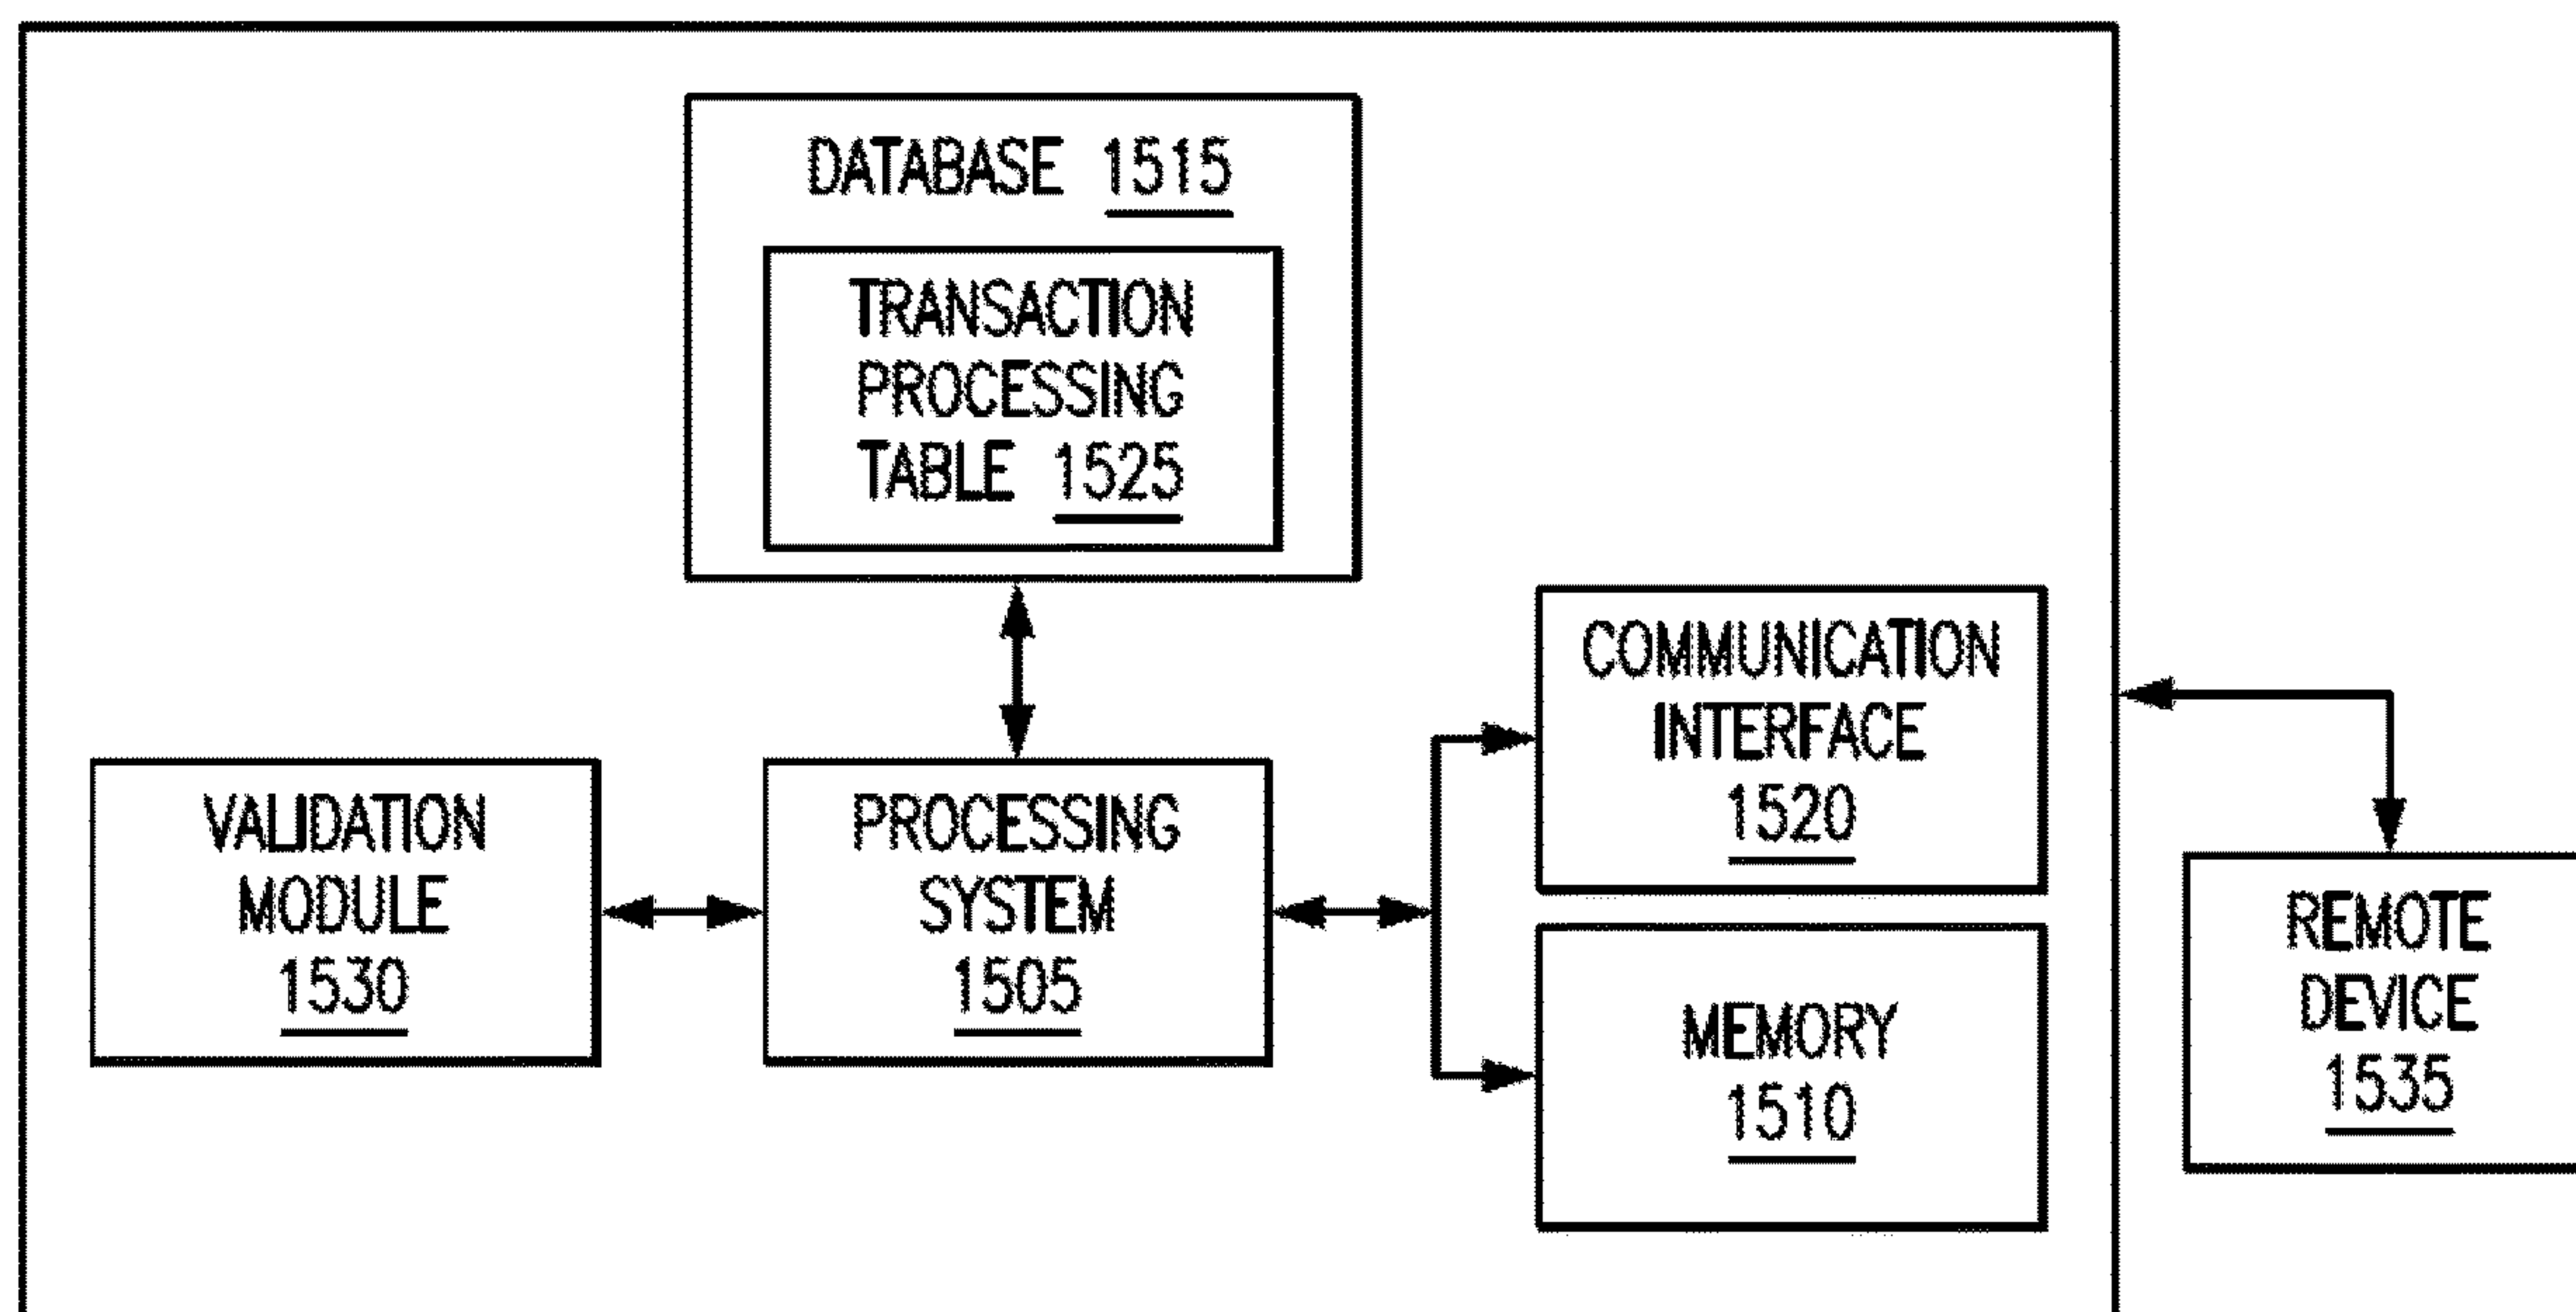 DATABASE 1515
TRANSACTION
PROCESSING
TABLE 1525
VALIDATION
MODULE
1530
PROCESSING
SYSTEM
1505
COMMUNICATION
INTERFACE
1520
MEMORY
1510
REMOTE
DEVICE
1535